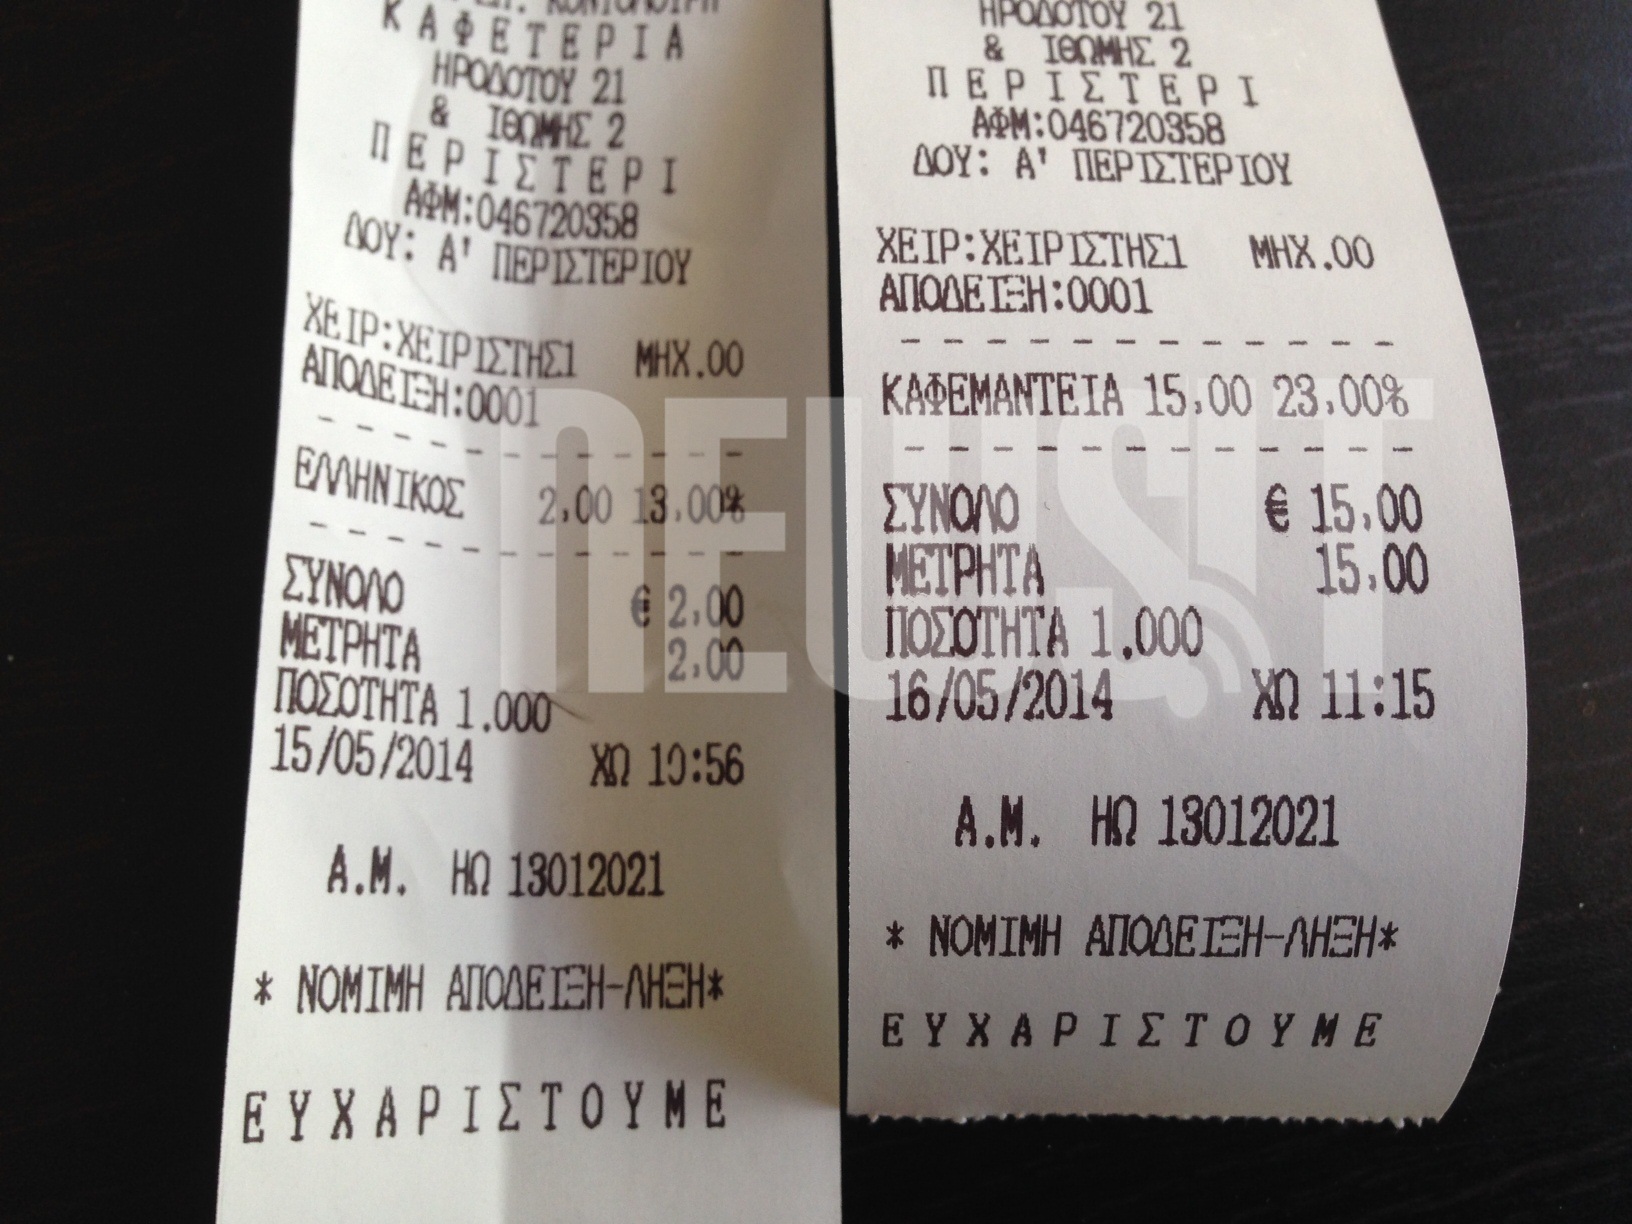 ΚΑΦΕΤΕΡΙΑ
ΗΡΟΔΟΤΟΥ 21
& ΙΘΩΜΗΣ 2
ΠΕΡΙΣΤΕΡΙ
ΑΦΜ:046720358
ΔΟΥ: Α' ΠΕΡΙΣΤΕΡΙΟΥ
ΧΕΙΡ:ΧΕΙΡΙΣΤΗΣ1 ΜΗΧ.00
ΑΠΟΔΕΙΞΗ:0001
ΕΛΛΗΝΙΚΟΣ 2,00 13,00%
ΣΥΝΟΛΟ € 2,00
ΜΕΤΡΗΤΑ 2,00
ΠΟΣΟΤΗΤΑ 1.000
15/05/2014 ΧΩ 10:56
Α.Μ. ΗΩ 13012021
* ΝΟΜΙΜΗ ΑΠΟΔΕΙΞΗ-ΛΗΞΗ*
ΕΥΧΑΡΙΣΤΟΥΜΕ
ΗΡΟΔΟΤΟΥ 21
& ΙΘΩΜΗΣ 2
ΠΕΡΙΣΤΕΡΙ
ΑΦΜ:046720358
ΔΟΥ: Α' ΠΕΡΙΣΤΕΡΙΟΥ
ΧΕΙΡ:ΧΕΙΡΙΣΤΗΣ1 ΜΗΧ.00
ΑΠΟΔΕΙΞΗ:0001
ΚΑΦΕΜΑΝΤΕΙΑ 15,00 23,00%
ΣΥΝΟΛΟ € 15,00
ΜΕΤΡΗΤΑ 15,00
ΠΟΣΟΤΗΤΑ 1.000
16/05/2014 ΧΩ 11:15
Α.Μ. ΗΩ 13012021
* ΝΟΜΙΜΗ ΑΠΟΔΕΙΞΗ-ΛΗΞΗ*
ΕΥΧΑΡΙΣΤΟΥΜΕ
NEWSIT